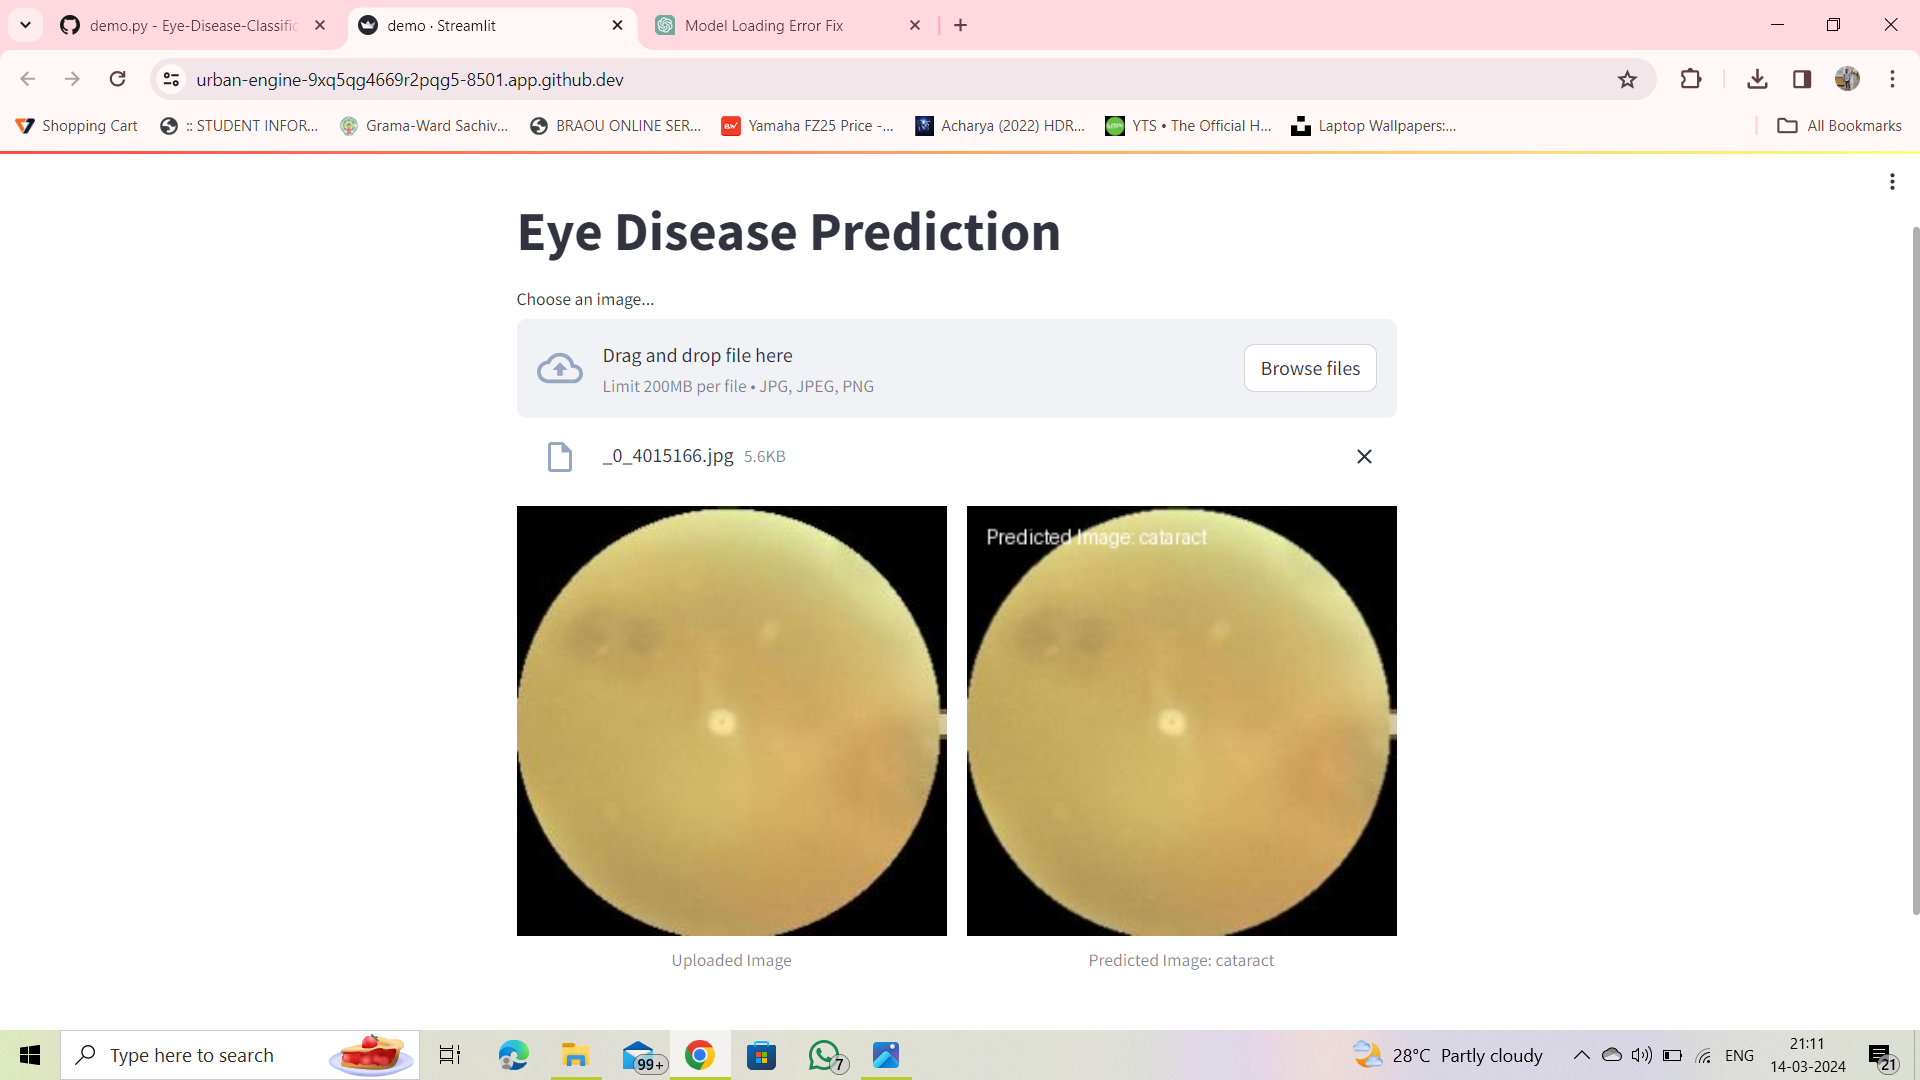 demo.py - Eye-Disease-Classific
demo · Streamlit
Model Loading Error Fix
urban-engine-9xq5qg4669r2pqg5-8501.app.github.dev
Shopping Cart
:: STUDENT INFOR...
Grama-Ward Sachiv...
BRAOU ONLINE SER...
BW
Yamaha FZ25 Price -...
Acharya (2022) HDR...
YTS • The Official H...
Laptop Wallpapers:...
All Bookmarks
Eye Disease Prediction
Choose an image...
Drag and drop file here
Limit 200MB per file • JPG, JPEG, PNG
Browse files
_0_4015166.jpg 5.6KB
Predicted Image: cataract
Uploaded Image
Predicted Image: cataract
Type here to search
99+
7
28°C Partly cloudy
ENG
21:11
14-03-2024
21